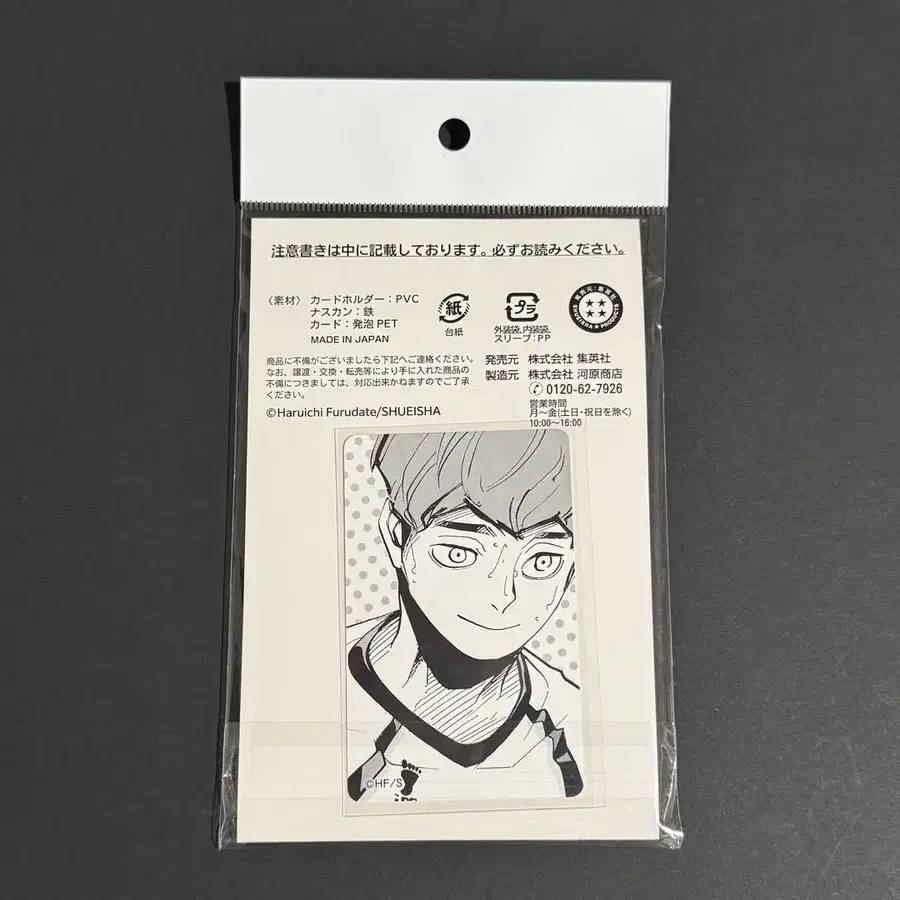 注意書きは中に記載しております。必ずお読みください。
〈素材〉 カードホルダー：PVC
ナスカン：鉄
カード：発泡 PET
MADE IN JAPAN
紙
台紙
プラ
外装袋、内装袋、
スリーブ：PP
発売元：集英社
SHUEISHA PRODUCTS
商品に不備がございましたら下記へご連絡ください。
なお、譲渡・交換・転売等により手に入れた商品の
不備につきましては、対応出来かねますのでご了承
ください。
発売元 株式会社 集英社
製造元 株式会社 河原商店
0120-62-7926
営業時間
月〜金(土日・祝日を除く)
10:00〜16:00
©Haruichi Furudate/SHUEISHA
©HF/S